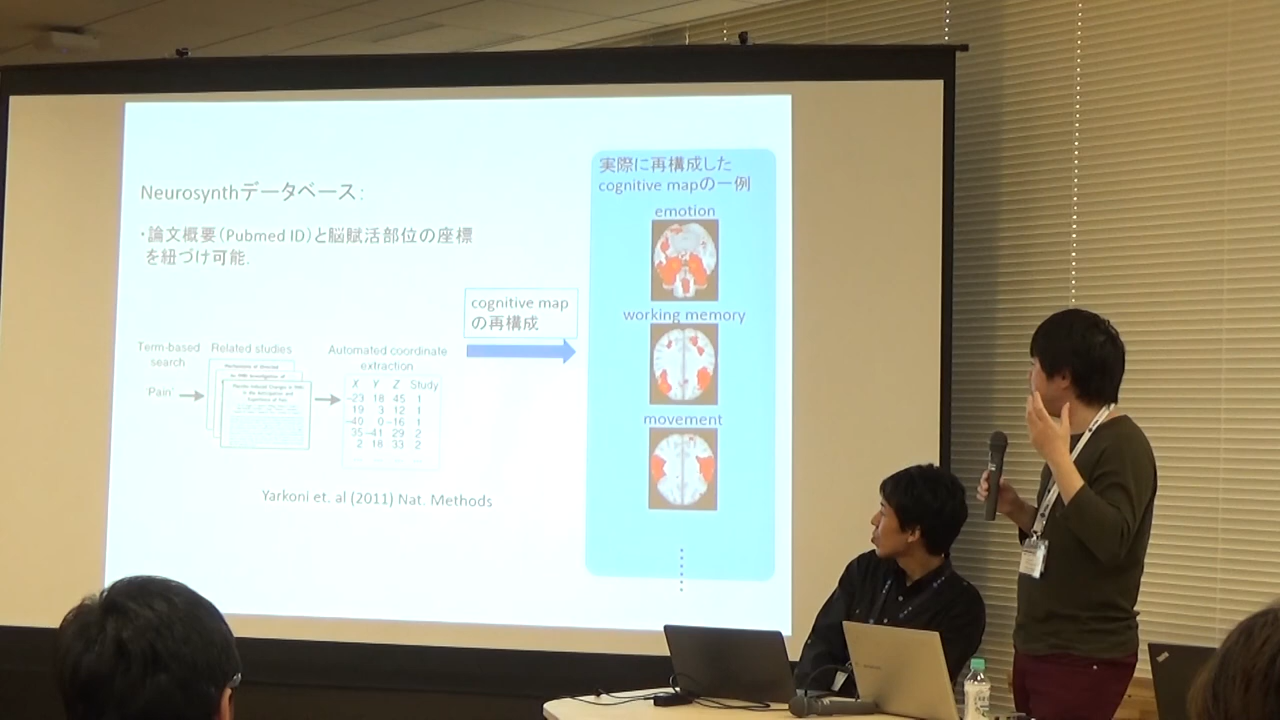 Neurosynthデータベース：
・論文概要（Pubmed ID）と脳賦活部位の座標
を紐づけ可能.
Term-based
search
Related studies
Automated coordinate
extraction
Pain
X Y Z Study
-23 18 45 1
19 3 12 1
-40 0 -16 1
35 -41 29 2
2 18 33 2
Yarkoni et. al (2011) Nat. Methods
cognitive map
の再構成
実際に再構成した
cognitive mapの一例
emotion
working memory
movement